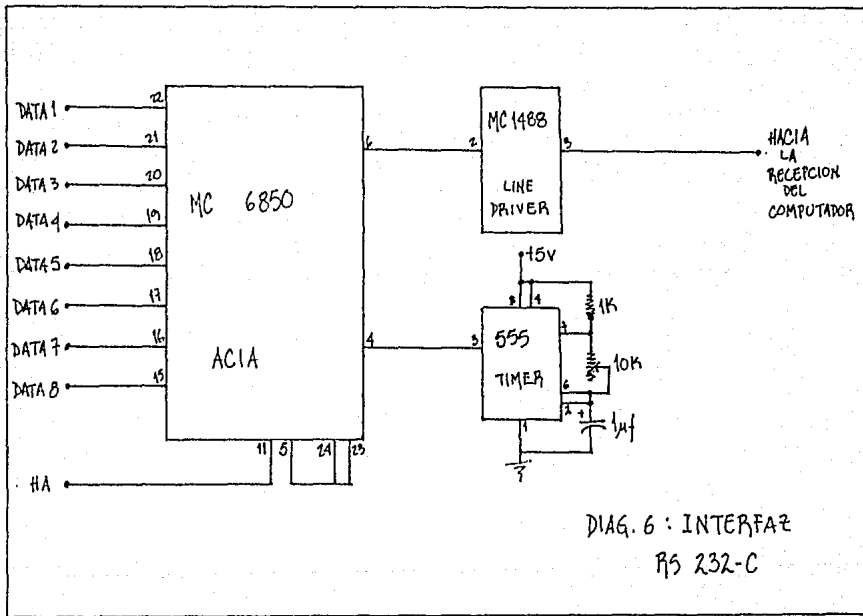 DATA 1
22
DATA 2
21
DATA 3
20
DATA 4
19
DATA 5
18
DATA 6
17
DATA 7
16
DATA 8
15
MC 6850
ACIA
6
4
11
5
24
23
HA
2
MC 1488
LINE
DRIVER
3
HACIA
LA
RECEPCION
DEL
COMPUTADOR
+5V
8
4
1K
7
555
TIMER
3
10K
6
2
+
1µf
1
DIAG. 6 : INTERFAZ
RS 232-C